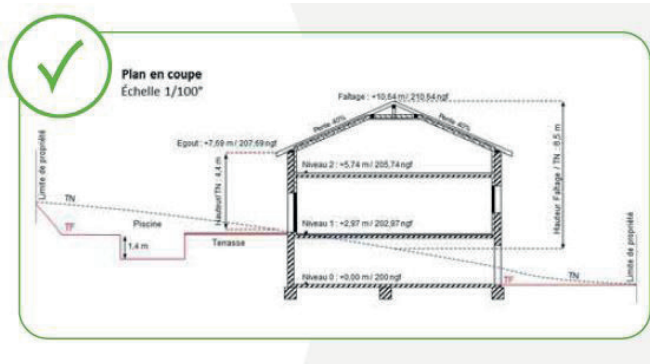 Plan en coupe
Échelle 1/100°
Faîtage : +10,64 m/ 210,64 ngf
Pente 40%
Pente 40%
Egout : +7,69 m/ 207,69 ngf
Niveau 2 : +5,74 m/ 205,74 ngf
Limite de propriété
Hauteur/TN : 4,4 m
Hauteur Faîtage / TN : 8,5 m
TN
TF
Piscine
1,4 m
Terrasse
Niveau 1 : +2,97 m/ 202,97 ngf
Niveau 0 : +0,00 m/ 200 ngf
TF
TN
Limite de propriété